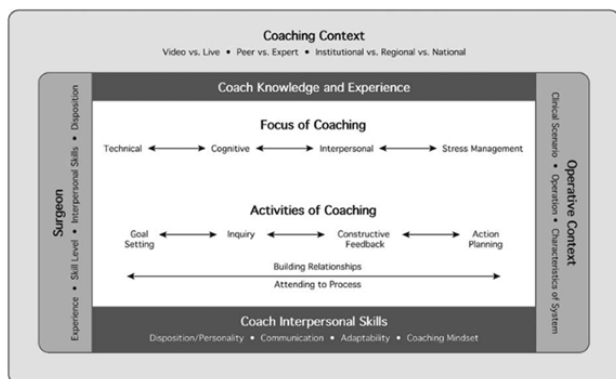 Coaching Context
Video vs. Live • Peer vs. Expert • Institutional vs. Regional vs. National
Coach Knowledge and Experience
Surgeon
Experience • Skill Level • Interpersonal Skills • Disposition
Focus of Coaching
Technical Cognitive Interpersonal Stress Management
Activities of Coaching
Goal Inquiry Constructive Action
Setting Feedback Planning
Building Relationships
Attending to Process
Operative Context
Clinical Scenario • Operation • Characteristics of System
Coach Interpersonal Skills
Disposition/Personality • Communication • Adaptability • Coaching Mindset